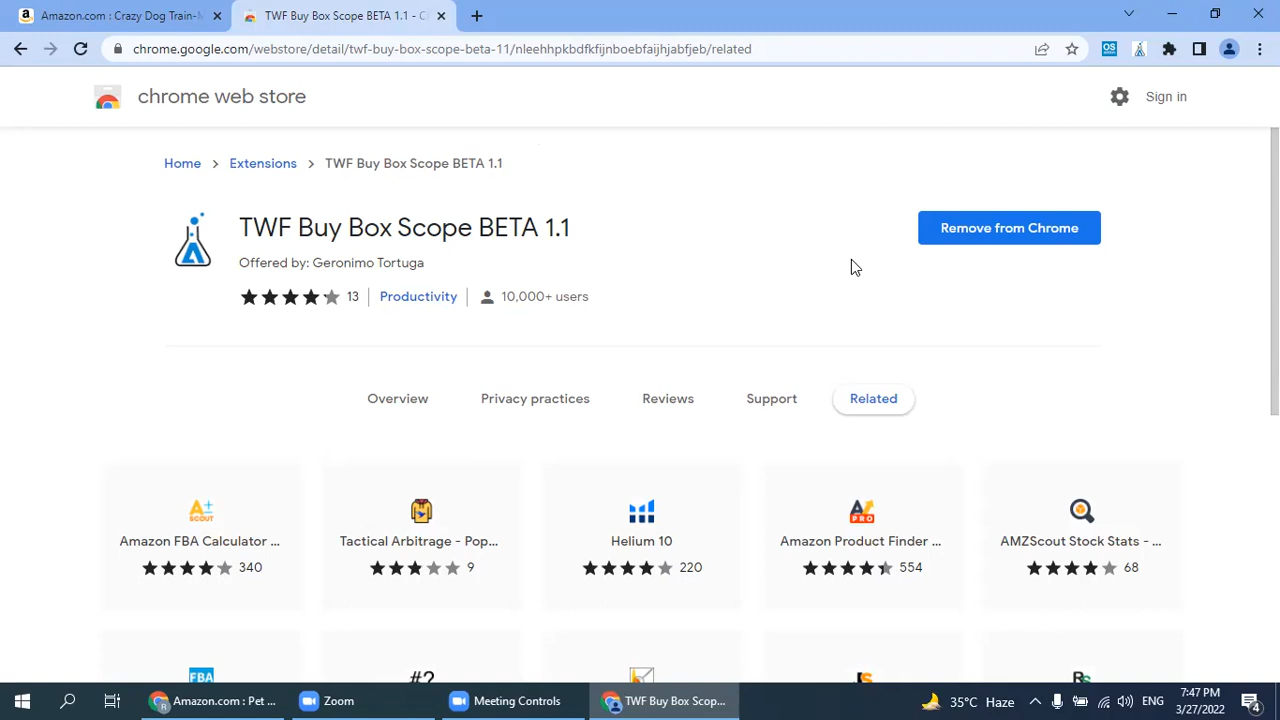 Amazon.com : Crazy Dog Train-M
TWF Buy Box Scope BETA 1.1 - C
chrome.google.com/webstore/detail/twf-buy-box-scope-beta-11/nleehhpkbdfkfijnboebfaijhjabfjeb/related
OS
chrome web store
Sign in
Home
Extensions
TWF Buy Box Scope BETA 1.1
TWF Buy Box Scope BETA 1.1
Remove from Chrome
Offered by: Geronimo Tortuga
13
Productivity
10,000+ users
Overview
Privacy practices
Reviews
Support
Related
A+ SCOUT
PRO
Amazon FBA Calculator ...
Tactical Arbitrage - Pop...
Helium 10
Amazon Product Finder ...
AMZScout Stock Stats - ...
340
9
220
554
68
FBA
#?
Amazon.com : Pet ...
Zoom
Meeting Controls
TWF Buy Box Scop...
35°C Haze
ENG
7:47 PM
3/27/2022
4